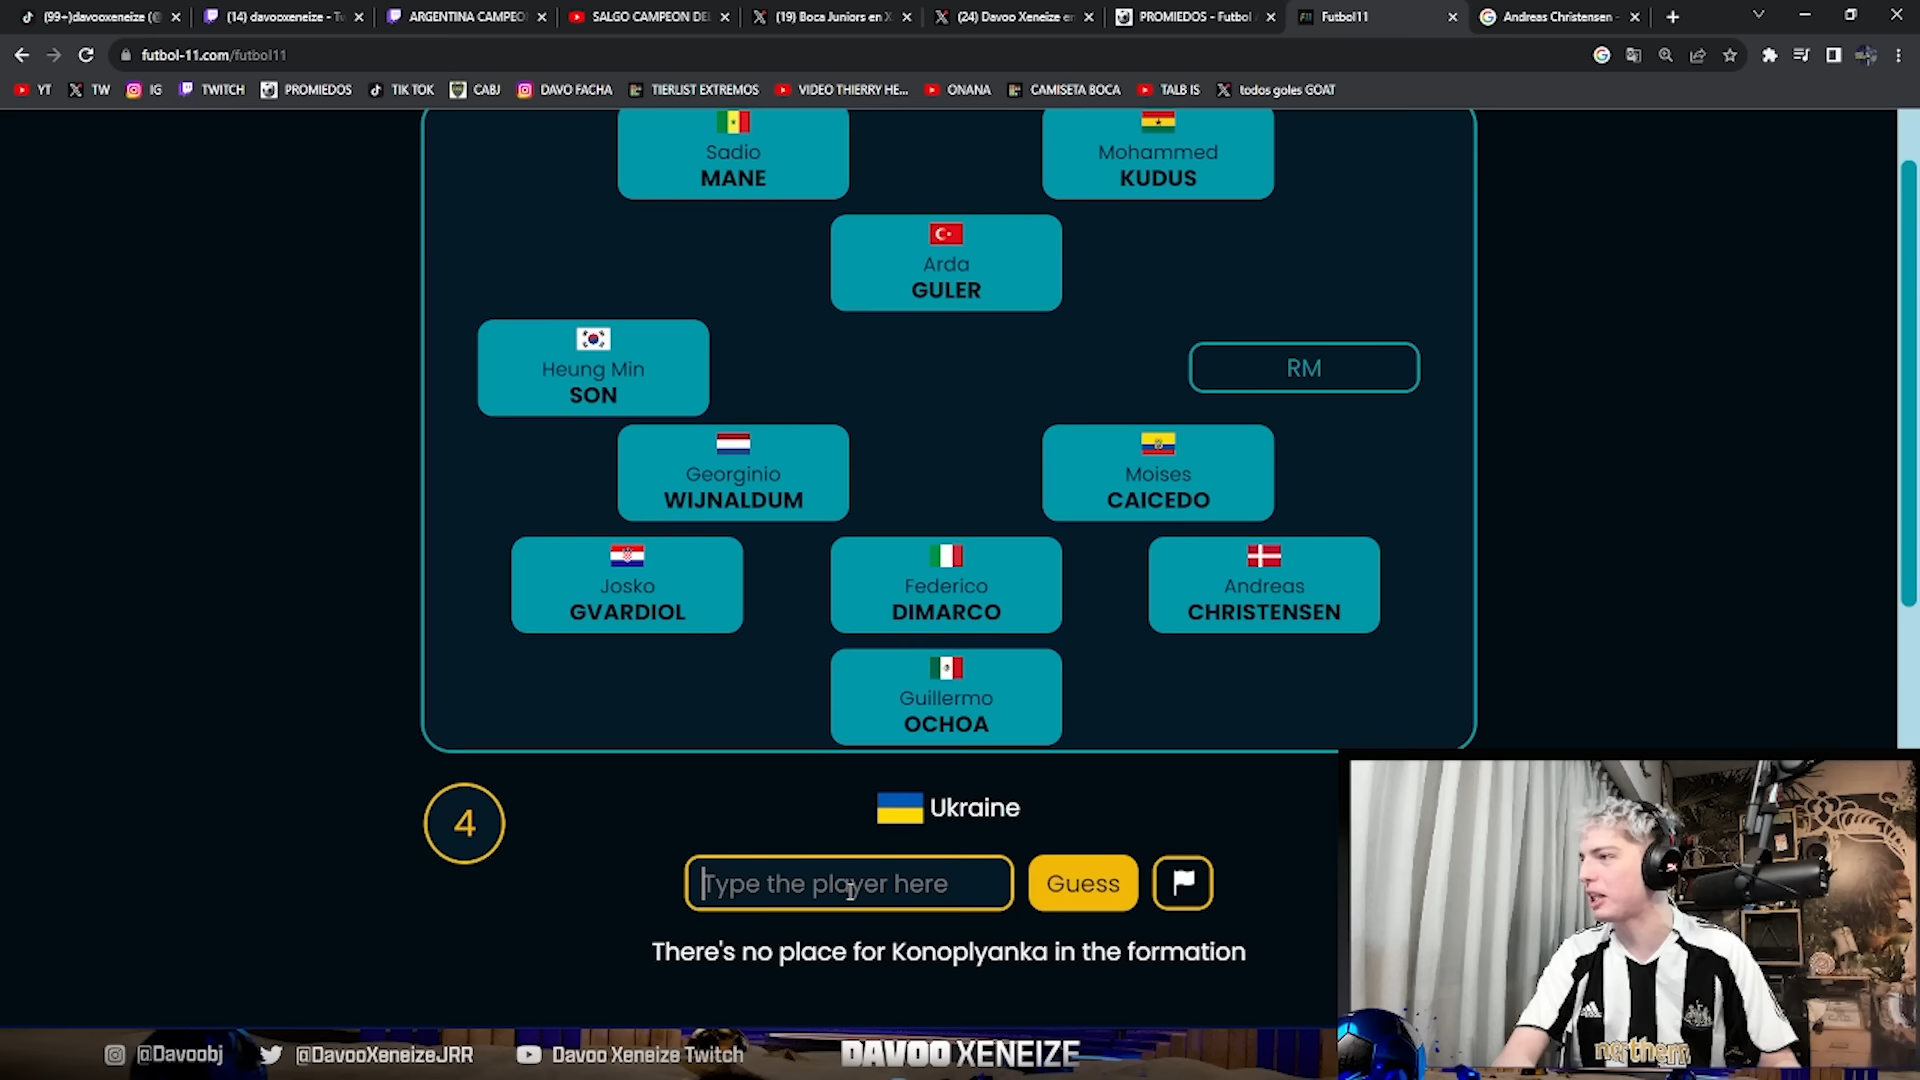 (99+)davooxeneize (@
(14) davooxeneize - Tw
ARGENTINA CAMPEO
SALGO CAMPEON DE
(19) Boca Juniors en X
(24) Davoo Xeneize en
PROMIEDOS - Futbol
Futbol11
Andreas Christensen -
futbol-11.com/futbol11
YT
TW
IG
TWITCH
PROMIEDOS
TIK TOK
CABJ
DAVO FACHA
TIERLIST EXTREMOS
VIDEO THIERRY HE...
ONANA
CAMISETA BOCA
TALB IS
todos goles GOAT
Sadio
MANE
Mohammed
KUDUS
Arda
GULER
Heung Min
SON
RM
Georginio
WIJNALDUM
Moises
CAICEDO
Josko
GVARDIOL
Federico
DIMARCO
Andreas
CHRISTENSEN
Guillermo
OCHOA
4
Ukraine
Type the player here
Guess
There's no place for Konoplyanka in the formation
northern
@Davoobj
@DavooXeneizeJRR
Davoo Xeneize Twitch
DAVOO XENEIZE